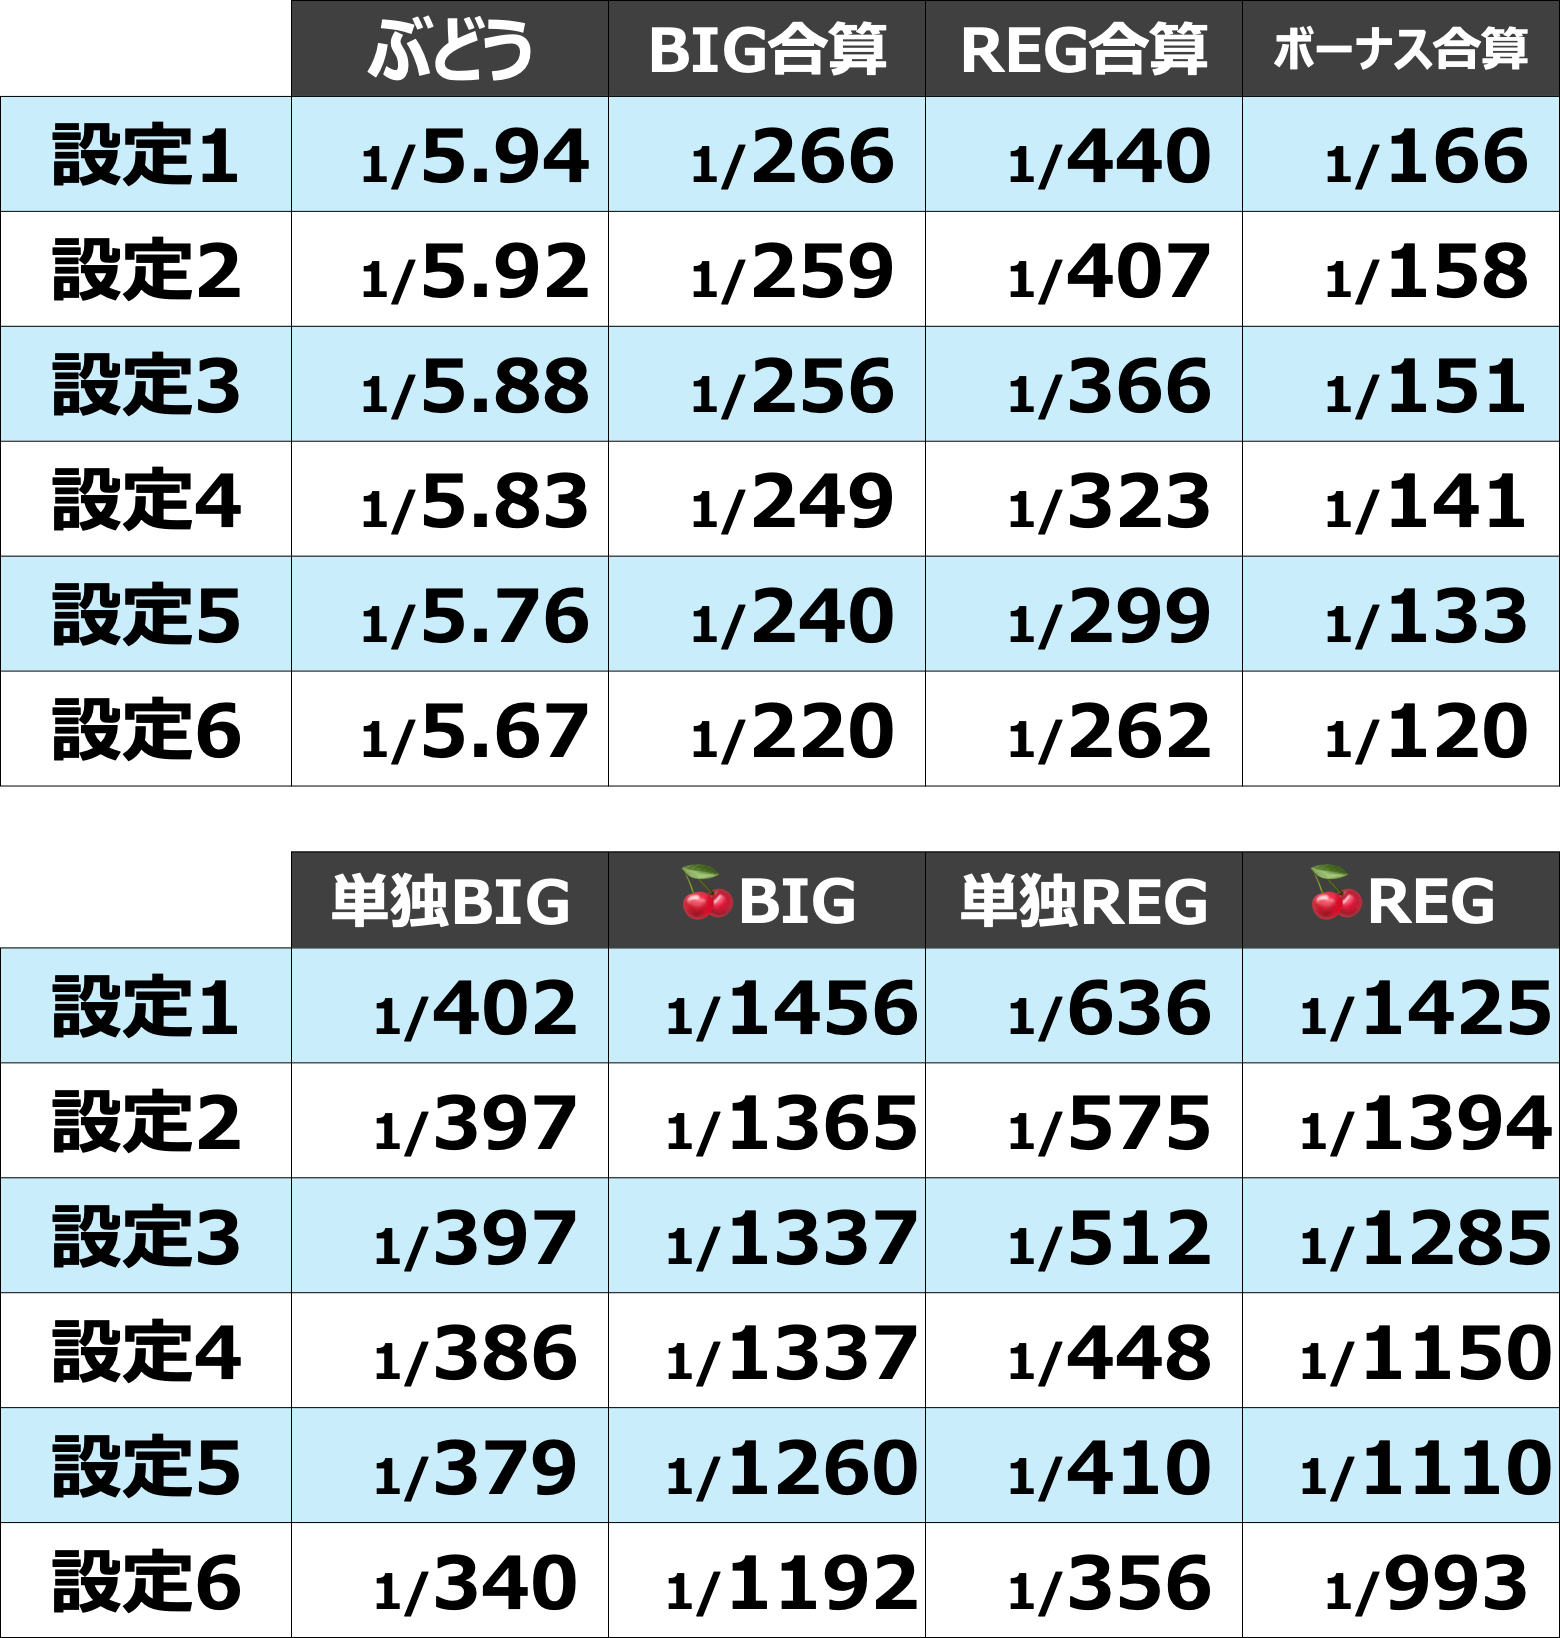 ぶどう BIG合算 REG合算 ボーナス合算
設定1 1/5.94 1/266 1/440 1/166
設定2 1/5.92 1/259 1/407 1/158
設定3 1/5.88 1/256 1/366 1/151
設定4 1/5.83 1/249 1/323 1/141
設定5 1/5.76 1/240 1/299 1/133
設定6 1/5.67 1/220 1/262 1/120
単独BIG 🍒BIG 単独REG 🍒REG
設定1 1/402 1/1456 1/636 1/1425
設定2 1/397 1/1365 1/575 1/1394
設定3 1/397 1/1337 1/512 1/1285
設定4 1/386 1/1337 1/448 1/1150
設定5 1/379 1/1260 1/410 1/1110
設定6 1/340 1/1192 1/356 1/993